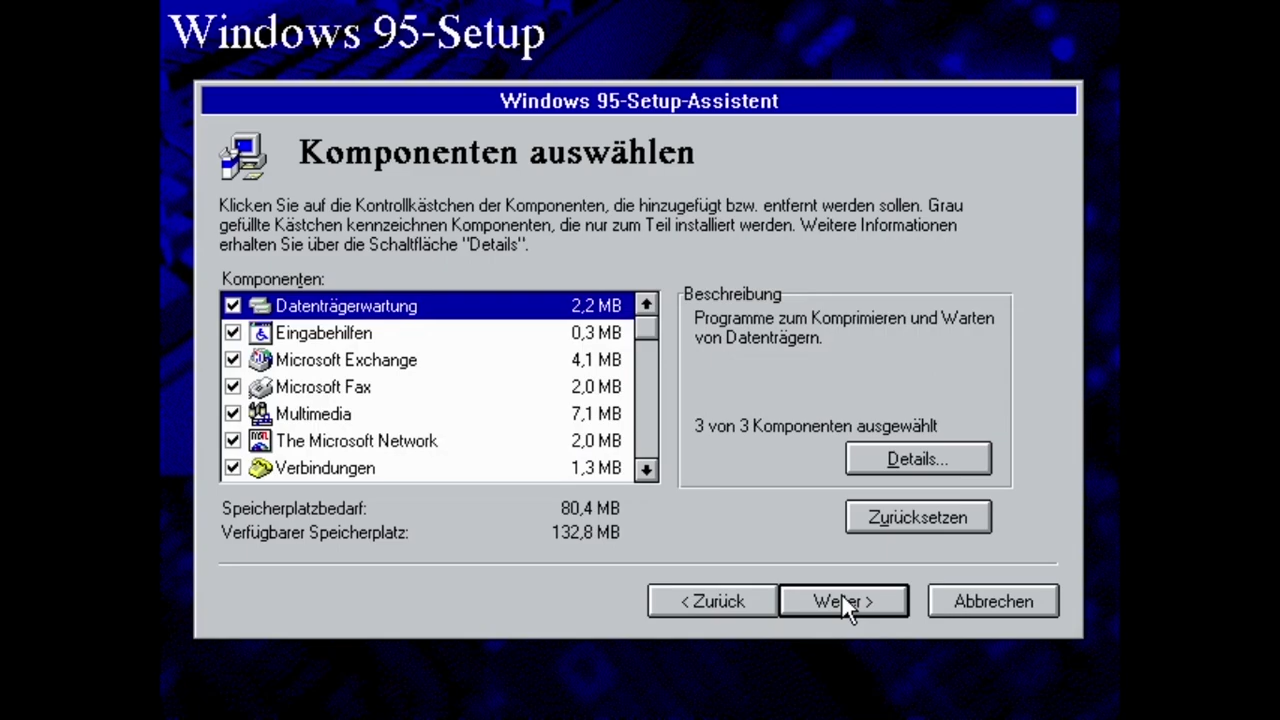 Windows 95-Setup
Windows 95-Setup-Assistent
Komponenten auswählen
Klicken Sie auf die Kontrollkästchen der Komponenten, die hinzugefügt bzw. entfernt werden sollen. Grau
gefüllte Kästchen kennzeichnen Komponenten, die nur zum Teil installiert werden. Weitere Informationen
erhalten Sie über die Schaltfläche "Details".
Komponenten:
Datenträgerwartung 2,2 MB
Eingabehilfen 0,3 MB
Microsoft Exchange 4,1 MB
Microsoft Fax 2,0 MB
Multimedia 7,1 MB
The Microsoft Network 2,0 MB
Verbindungen 1,3 MB
Beschreibung
Programme zum Komprimieren und Warten
von Datenträgern.
3 von 3 Komponenten ausgewählt
Details...
Speicherplatzbedarf: 80,4 MB
Verfügbarer Speicherplatz: 132,8 MB
Zurücksetzen
< Zurück Weiter > Abbrechen